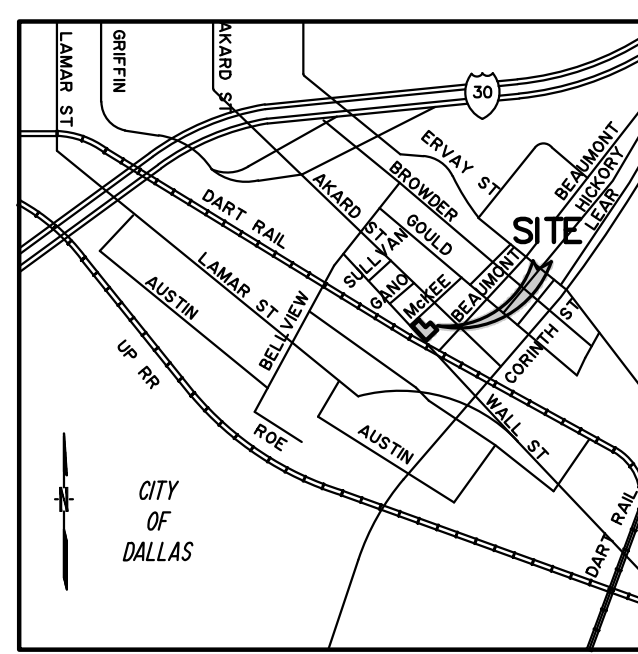 LAMAR ST
GRIFFIN
AKARD ST
30
ERVAY ST
BEAUMONT
HICKORY
LEAR
BROWDER
AKARD ST
DART RAIL
GOULD
SITE
SULLIVAN
GANO
McKEE
BEAUMONT
LAMAR ST
AUSTIN
BELLVIEW
CORINTH ST
UP RR
WALL ST
ROE
AUSTIN
DART RAIL
N
CITY
OF
DALLAS